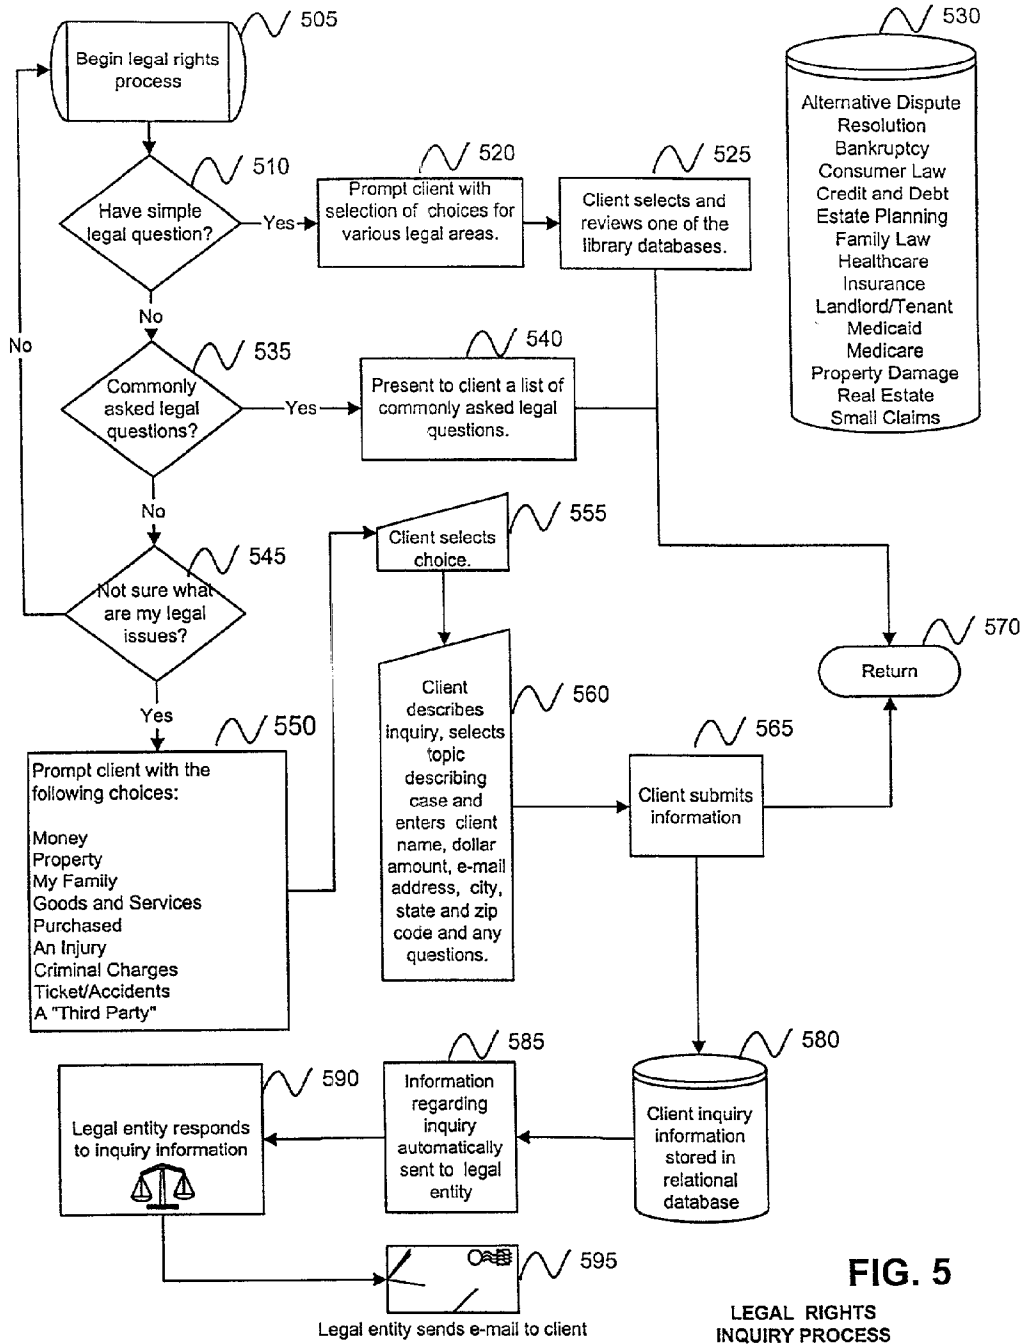 505
Begin legal rights
process
510
Have simple
legal question?
Yes
520
Prompt client with
selection of choices for
various legal areas.
525
Client selects and
reviews one of the
library databases.
530
Alternative Dispute
Resolution
Bankruptcy
Consumer Law
Credit and Debt
Estate Planning
Family Law
Healthcare
Insurance
Landlord/Tenant
Medicaid
Medicare
Property Damage
Real Estate
Small Claims
No
No
535
Commonly
asked legal
questions?
Yes
540
Present to client a list of
commonly asked legal
questions.
No
545
Not sure what
are my legal
issues?
Yes
550
Prompt client with the
following choices:
Money
Property
My Family
Goods and Services
Purchased
An Injury
Criminal Charges
Ticket/Accidents
A "Third Party"
555
Client selects
choice.
560
Client
describes
inquiry, selects
topic
describing
case and
enters client
name, dollar
amount, e-mail
address, city,
state and zip
code and any
questions.
565
Client submits
information
570
Return
580
Client inquiry
information
stored in
relational
database
585
Information
regarding
inquiry
automatically
sent to legal
entity
590
Legal entity responds
to inquiry information
595
Legal entity sends e-mail to client
FIG. 5
LEGAL RIGHTS
INQUIRY PROCESS